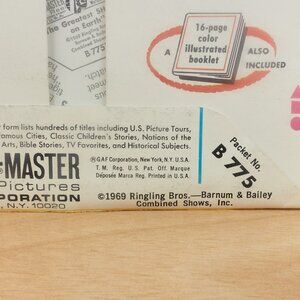 The Greatest Show
on Earth
©1969 Ringling
B 775
16-page
color
illustrated
booklet
A ALSO
INCLUDED
form lists hundreds of titles including U.S. Picture Tours,
Famous Cities, Classic Children's Stories, Nations of the
Arts, Bible Stories, TV Favorites, and Historical Subjects.
MASTER
Pictures
PORATION
, N.Y. 10020
®GAF Corporation, New York, N.Y. U.S.A.
T. M. Reg. U.S. Pat. Off. Marque
Déposée Marca Reg. Printed in U.S.A.
©1969 Ringling Bros.—Barnum & Bailey
Combined Shows, Inc.
Packet No.
B 775